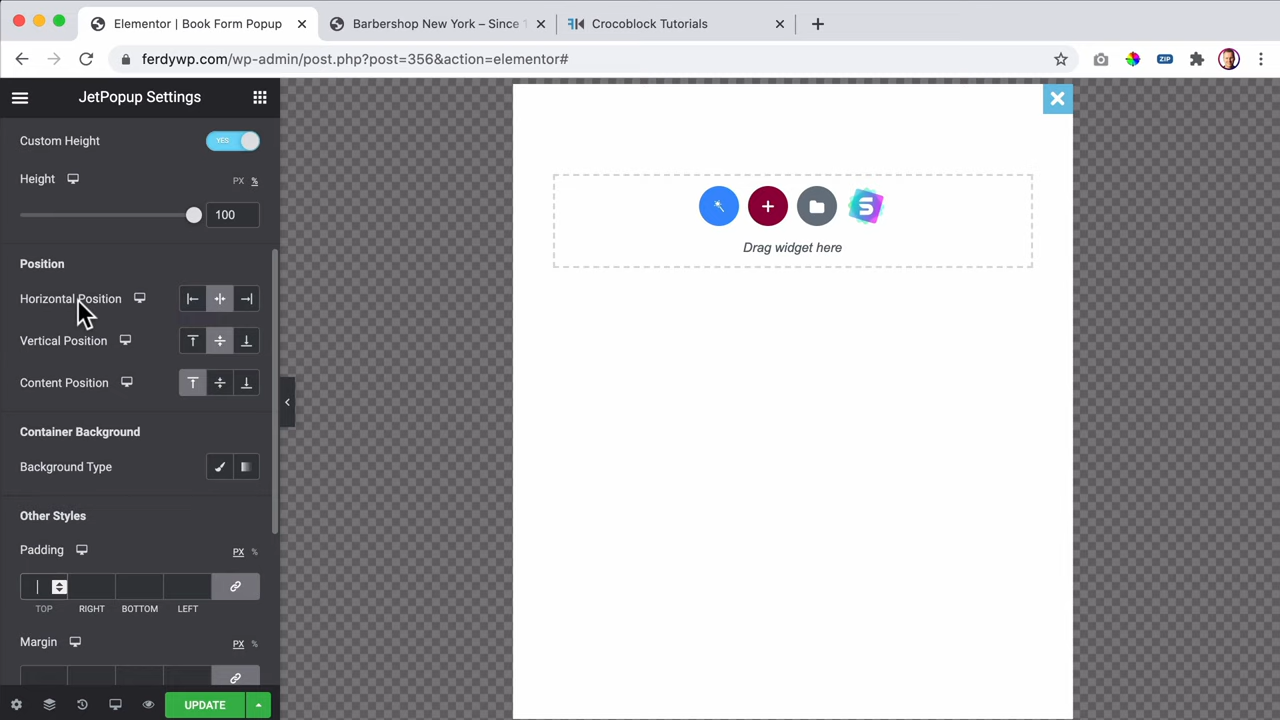 Elemento | Book Form Popup
Barbershop New York – Since
Crocoblock Tutorials
ferdywp.com/wp-admin/post.php?post=356&action=elementor#
ZIP
JetPopup Settings
Custom Height
YES
Height
PX %
100
Position
Horizontal Position
Vertical Position
Content Position
Container Background
Background Type
Other Styles
Padding
PX %
TOP RIGHT BOTTOM LEFT
Margin
PX %
UPDATE
S
Drag widget here